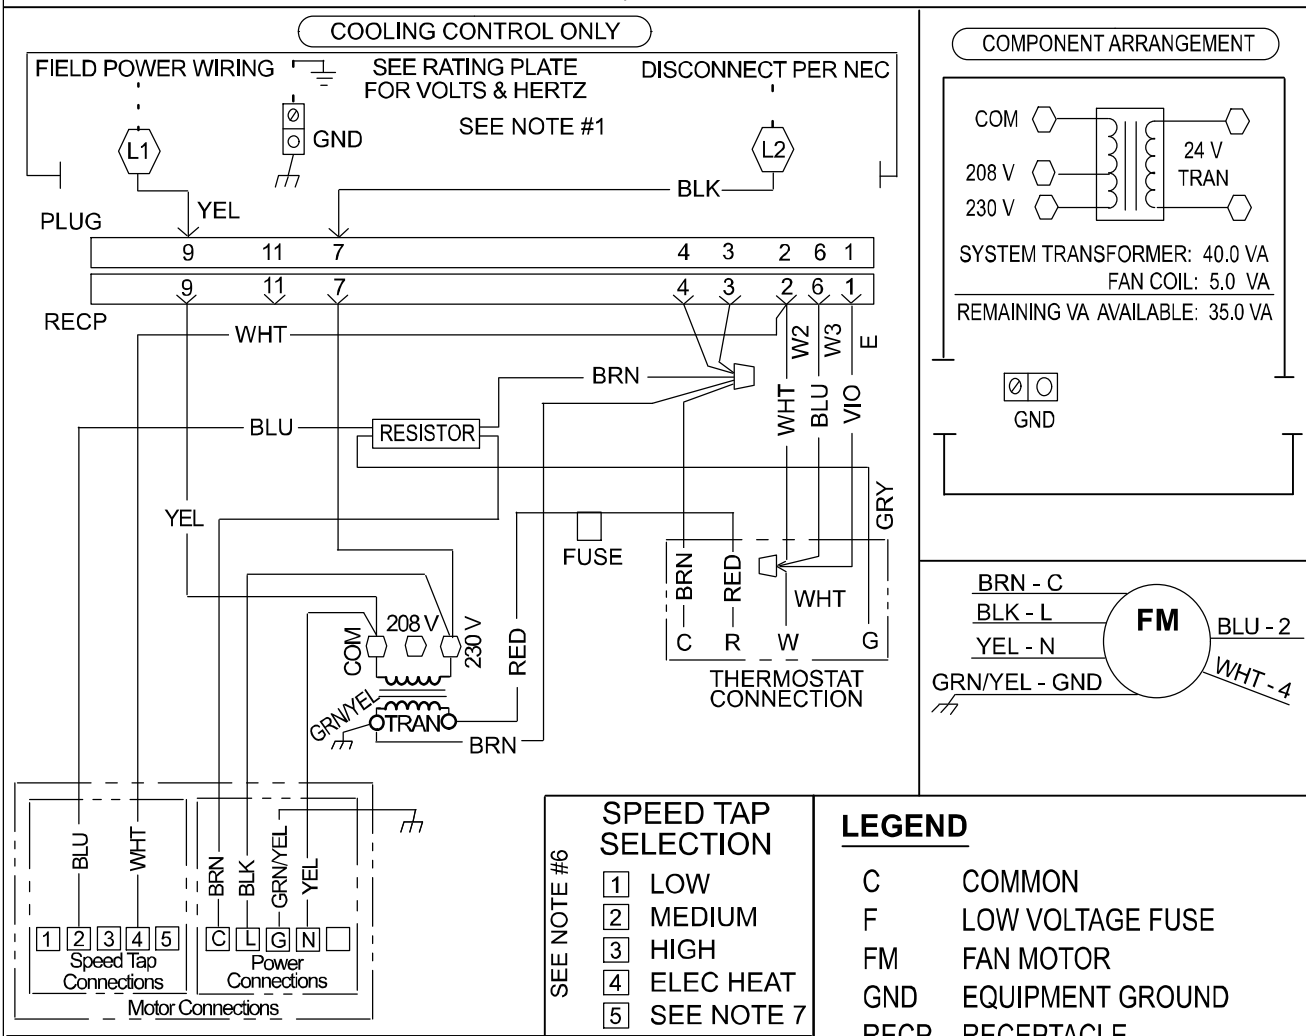 COOLING CONTROL ONLY
FIELD POWER WIRING
SEE RATING PLATE
FOR VOLTS & HERTZ
DISCONNECT PER NEC
SEE NOTE #1
GND
L1
L2
YEL
BLK
PLUG
9 11 7 4 3 2 6 1
9 11 7 4 3 2 6 1
RECP
WHT
W2
W3
E
BRN
WHT
BLU
VIO
BLU
RESISTOR
YEL
GRY
FUSE
RED
BRN
RED
WHT
C R W G
THERMOSTAT
CONNECTION
COM
208 V
230 V
GRN/YEL
TRAN
BRN
BLU
WHT
BRN
BLK
GRN/YEL
YEL
1 2 3 4 5
Speed Tap
Connections
C L G N
Power
Connections
Motor Connections
COMPONENT ARRANGEMENT
COM
208 V
230 V
24 V
TRAN
SYSTEM TRANSFORMER: 40.0 VA
FAN COIL: 5.0 VA
REMAINING VA AVAILABLE: 35.0 VA
GND
BRN - C
BLK - L
YEL - N
GRN/YEL - GND
FM
BLU - 2
WHT - 4
SEE NOTE #6
SPEED TAP
SELECTION
1 LOW
2 MEDIUM
3 HIGH
4 ELEC HEAT
5 SEE NOTE 7
LEGEND
C COMMON
F LOW VOLTAGE FUSE
FM FAN MOTOR
GND EQUIPMENT GROUND
RECP RECEPTACLE